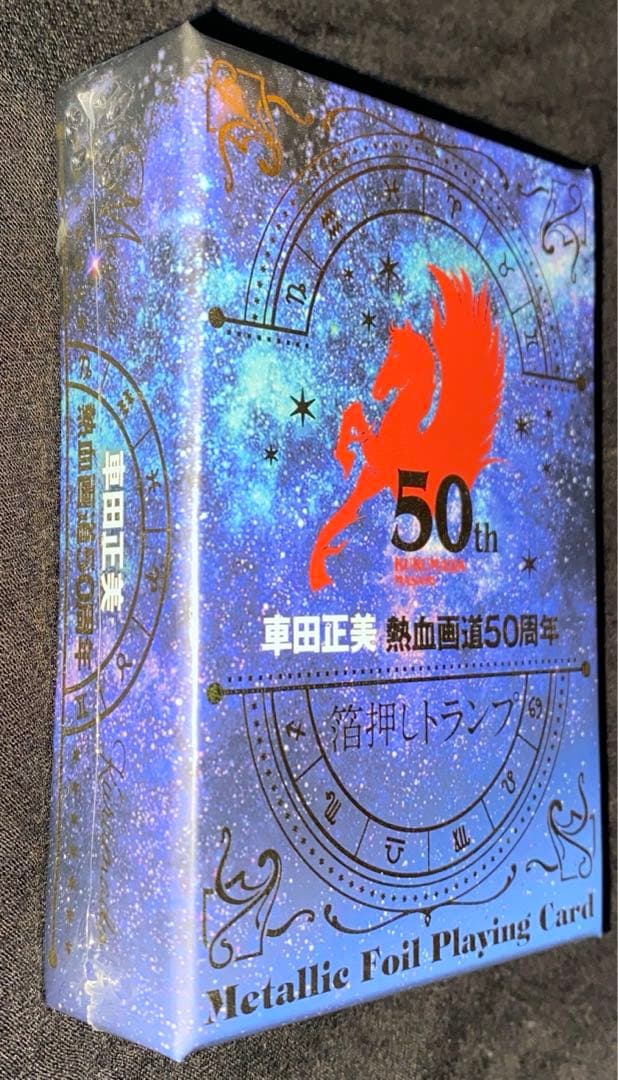 50th
KURUMADA
MASAMI
車田正美 熱血画道50周年
箔押しトランプ
Metallic Foil Playing Card
車田正美
熱血画道50周年